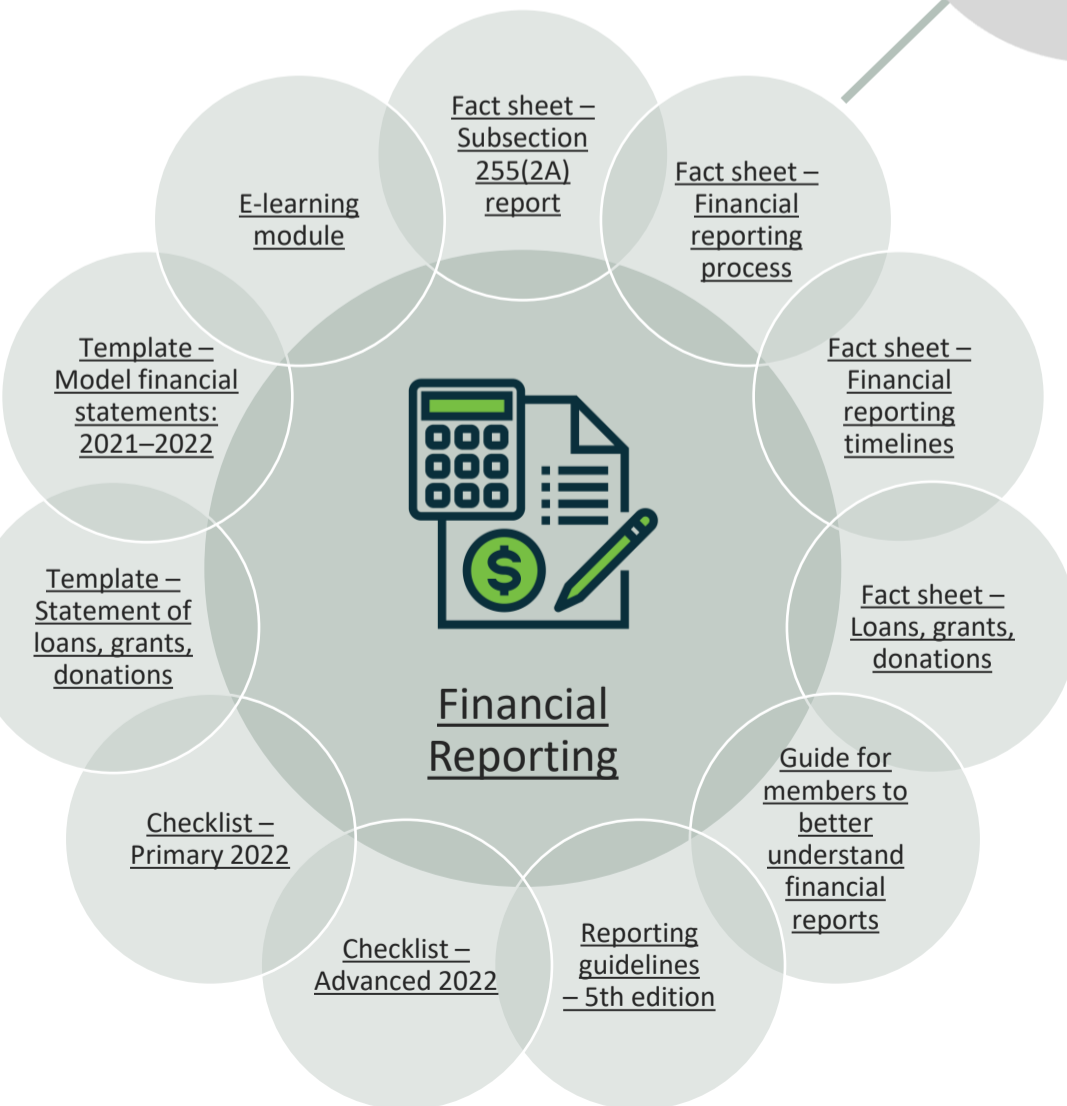 Fact sheet –
Subsection
255(2A)
report
Fact sheet –
Financial
reporting
process
Fact sheet –
Financial
reporting
timelines
Fact sheet –
Loans, grants,
donations
Guide for
members to
better
understand
financial
reports
Reporting
guidelines
– 5th edition
Checklist –
Advanced 2022
Checklist –
Primary 2022
Template –
Statement of
loans, grants,
donations
Template –
Model financial
statements:
2021–2022
E-learning
module
$
Financial
Reporting